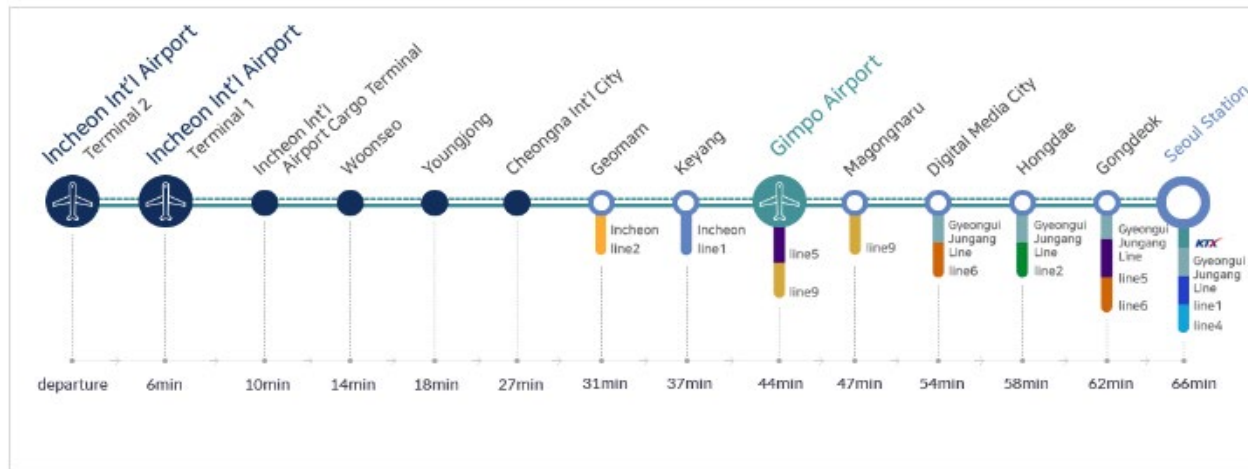 Incheon Int'l Airport
Terminal 2
Incheon Int'l Airport
Terminal 1
Incheon Int'l
Airport Cargo Terminal
Woonseo
Youngjong
Cheongna Int'l City
Geomam
Keyang
Gimpo Airport
Magongnaru
Digital Media City
Hongdae
Gongdeok
Seoul Station
Incheon
line2
Incheon
line1
line5
line9
line9
Gyeongui
Jungang
Line
line6
Gyeongui
Jungang
Line
line2
Gyeongui
Jungang
Line
line5
line6
KTX
Gyeongui
Jungang
Line
line1
line4
departure
6min
10min
14min
18min
27min
31min
37min
44min
47min
54min
58min
62min
66min